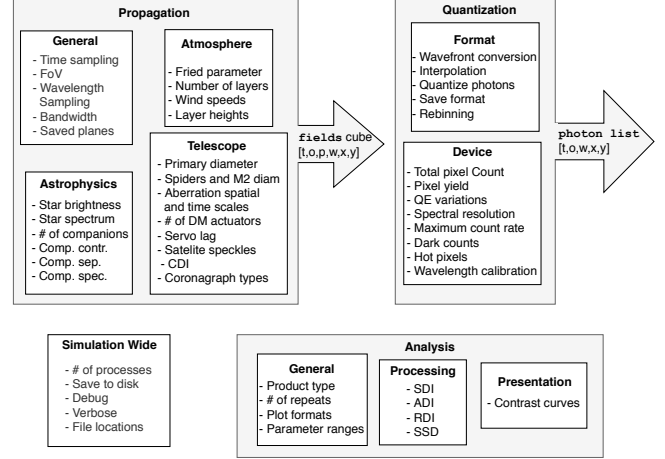 Propagation
General
- Time sampling
- FoV
- Wavelength
Sampling
- Bandwidth
- Saved planes
Atmosphere
- Fried parameter
- Number of layers
- Wind speeds
- Layer heights
Astrophysics
- Star brightness
- Star spectrum
- # of companions
- Comp. contr.
- Comp. sep.
- Comp. spec.
Telescope
- Primary diameter
- Spiders and M2 diam
- Aberration spatial
and time scales
- # of DM actuators
- Servo lag
- Satelite speckles
- CDI
- Coronagraph types
fields cube
[t,o,p,w,x,y]
Quantization
Format
- Wavefront conversion
- Interpolation
- Quantize photons
- Save format
- Rebinning
Device
- Total pixel Count
- Pixel yield
- QE variations
- Spectral resolution
- Maximum count rate
- Dark counts
- Hot pixels
- Wavelength calibration
photon list
[t,o,w,x,y]
Simulation Wide
- # of processes
- Save to disk
- Debug
- Verbose
- File locations
Analysis
General
- Product type
- # of repeats
- Plot formats
- Parameter ranges
Processing
- SDI
- ADI
- RDI
- SSD
Presentation
- Contrast curves